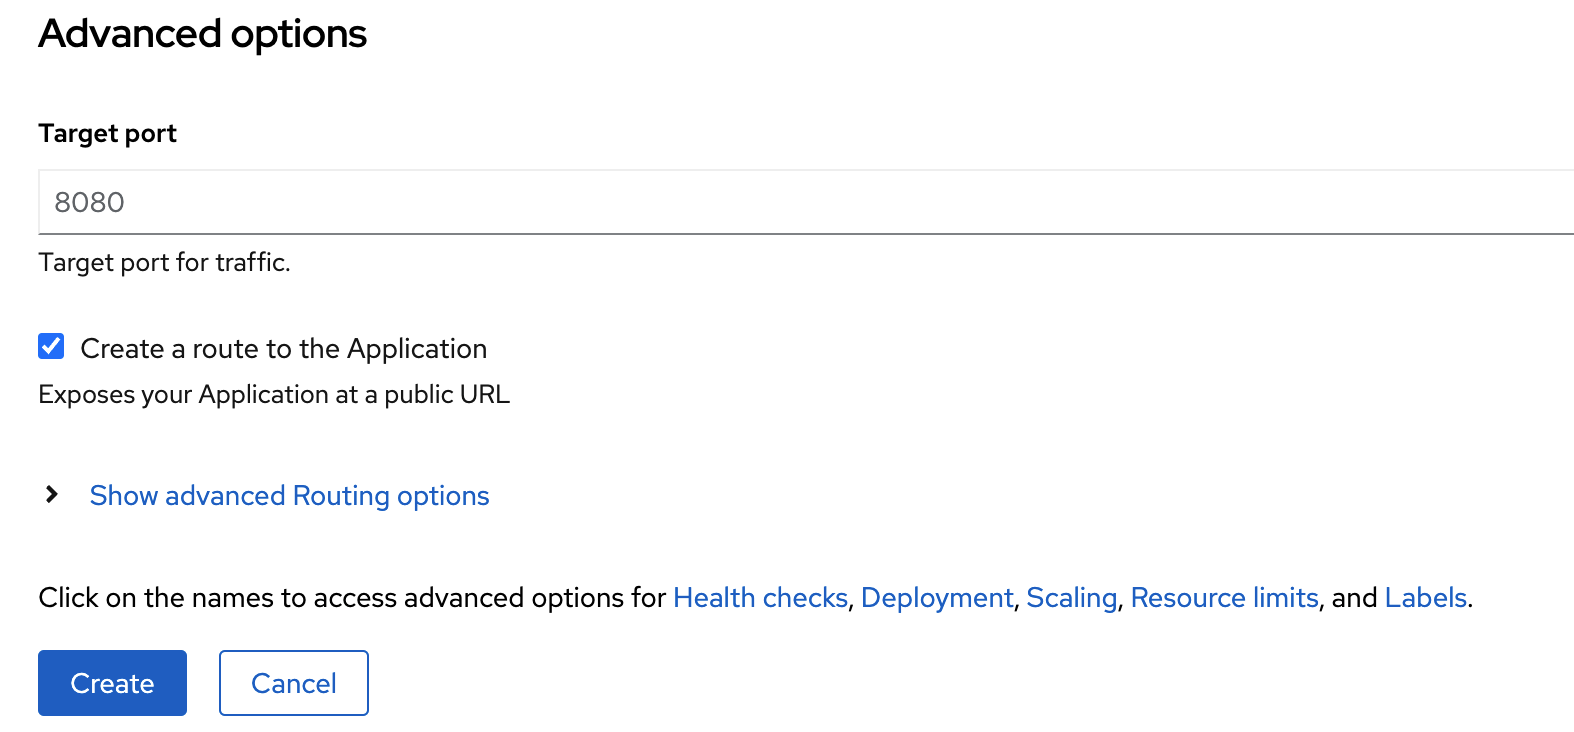 Advanced options
Target port
8080
Target port for traffic.
Create a route to the Application
Exposes your Application at a public URL
Show advanced Routing options
Click on the names to access advanced options for Health checks, Deployment, Scaling, Resource limits, and Labels.
Create
Cancel